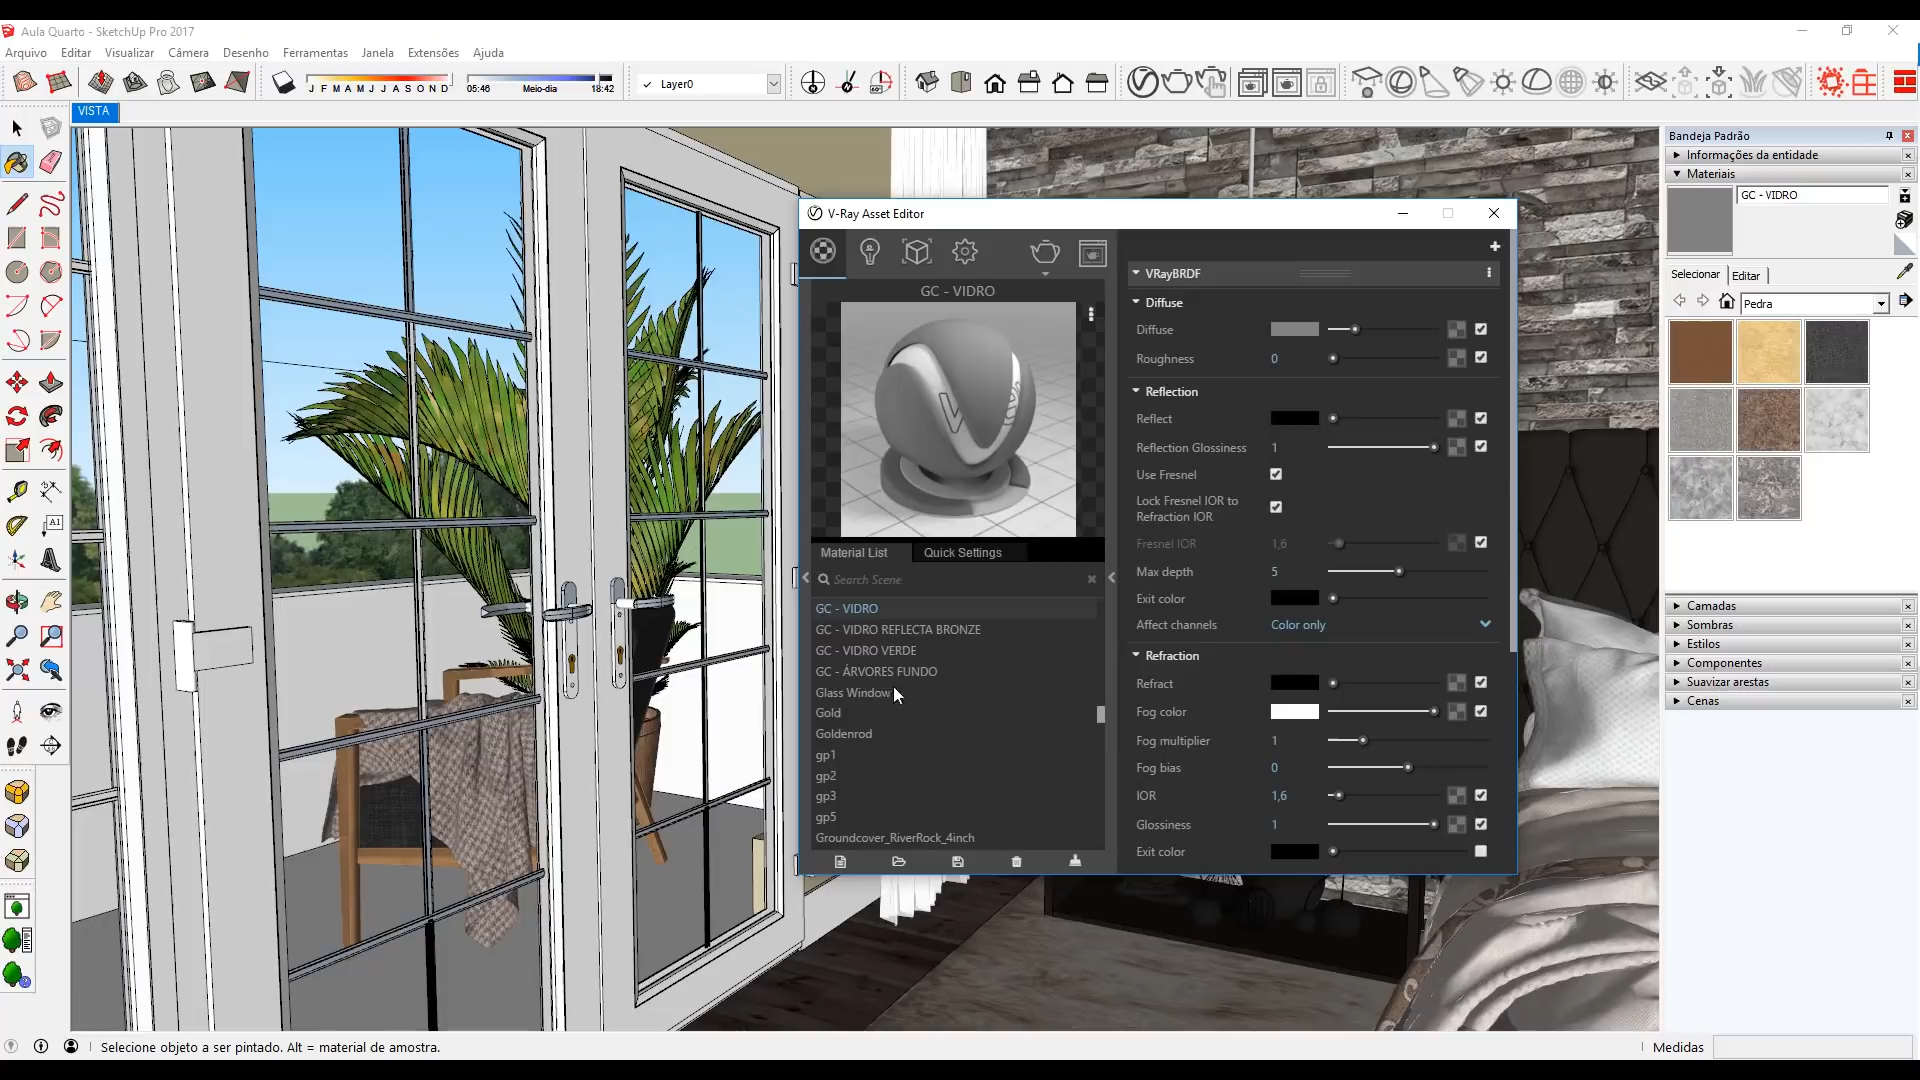 Aula Quarto - SketchUp Pro 2017
Arquivo Editar Visualizar Câmera Desenho Ferramentas Janela Extensões Ajuda
J F M A M J J A S O N D
05:46 Meio-dia 18:42
Layer0
VISTA
Bandeja Padrão
Informações da entidade
Materiais
GC - VIDRO
Selecionar Editar
Pedra
Camadas
Sombras
Estilos
Componentes
Suavizar arestas
Cenas
V-Ray Asset Editor
GC - VIDRO
Material List Quick Settings
Search Scene
GC - VIDRO
GC - VIDRO REFLECTA BRONZE
GC - VIDRO VERDE
GC - ÁRVORES FUNDO
Glass Window
Gold
Goldenrod
gp1
gp2
gp3
gp5
Groundcover_RiverRock_4inch
VRayBRDF
Diffuse
Diffuse
Roughness 0
Reflection
Reflect
Reflection Glossiness 1
Use Fresnel
Lock Fresnel IOR to
Refraction IOR
Fresnel IOR 1,6
Max depth 5
Exit color
Affect channels Color only
Refraction
Refract
Fog color
Fog multiplier 1
Fog bias 0
IOR 1,6
Glossiness 1
Exit color
Selecione objeto a ser pintado. Alt = material de amostra.
Medidas